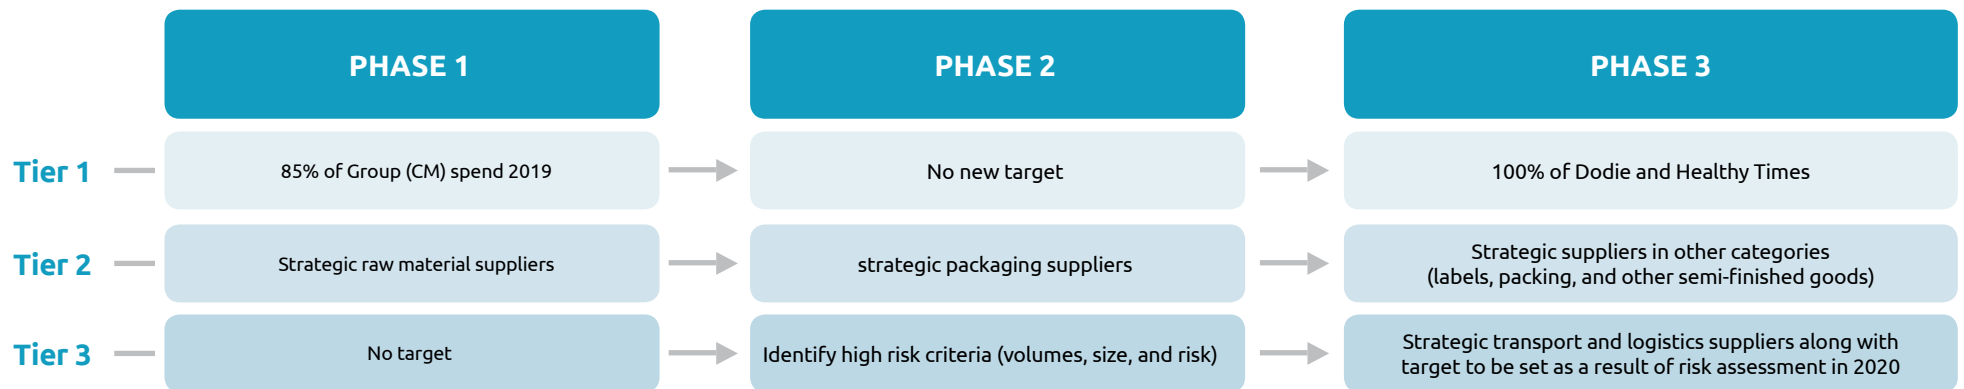 PHASE 1
PHASE 2
PHASE 3
Tier 1
85% of Group (CM) spend 2019
No new target
100% of Dodie and Healthy Times
Tier 2
Strategic raw material suppliers
strategic packaging suppliers
Strategic suppliers in other categories
(labels, packing, and other semi-finished goods)
Tier 3
No target
Identify high risk criteria (volumes, size, and risk)
Strategic transport and logistics suppliers along with
target to be set as a result of risk assessment in 2020